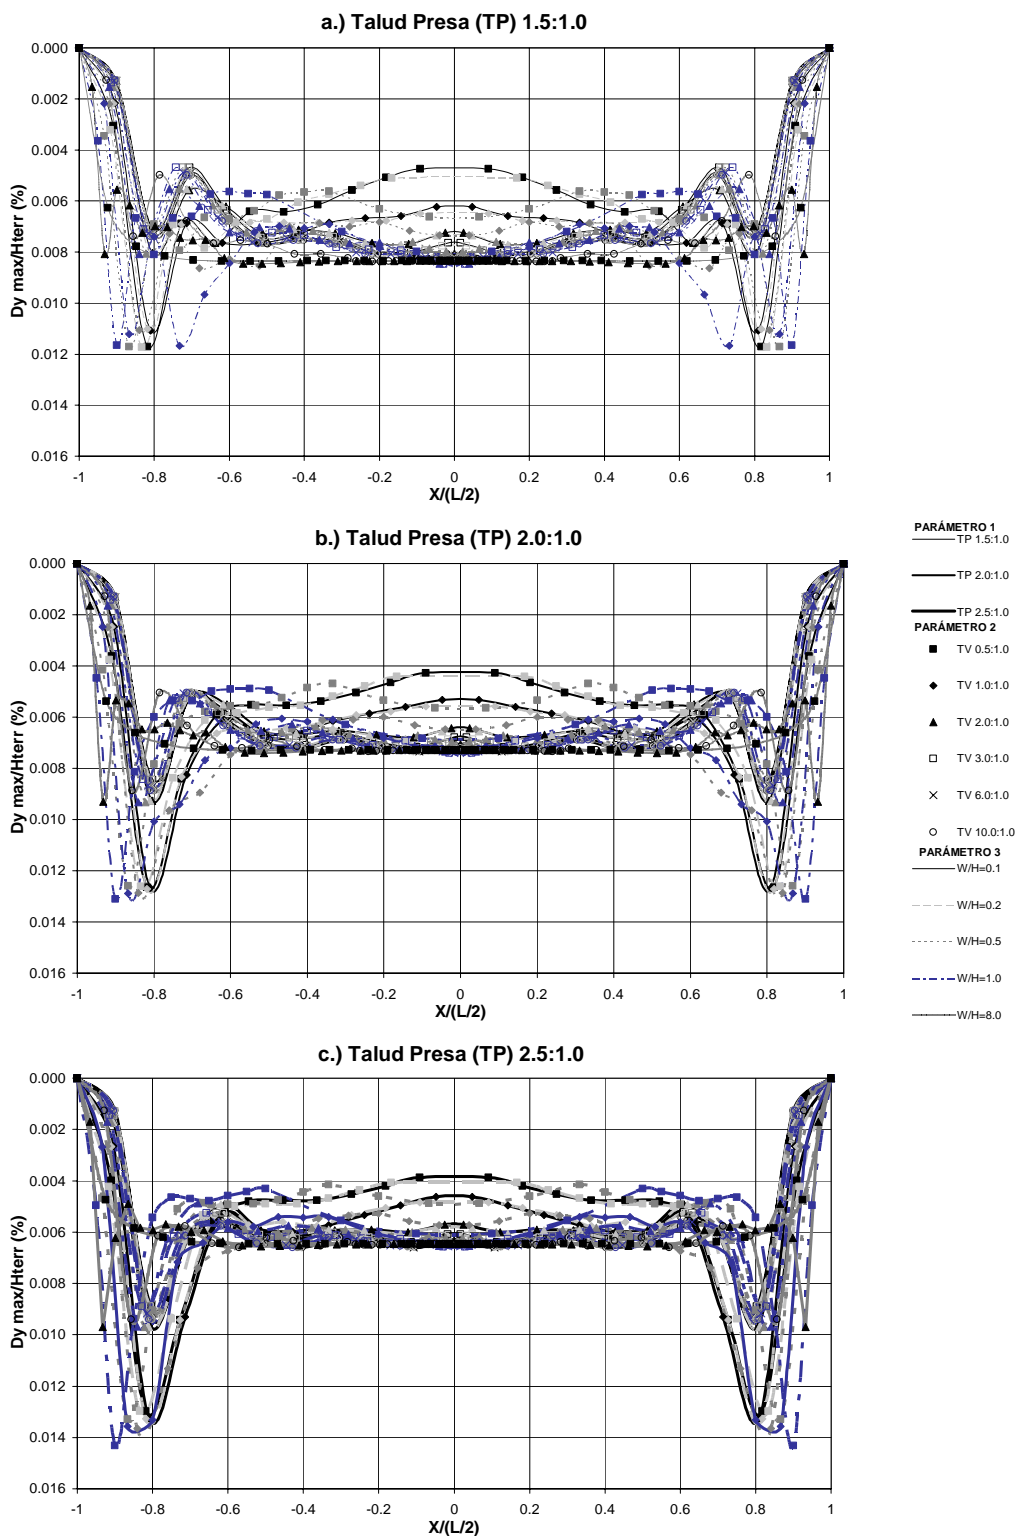 a.) Talud Presa (TP) 1.5:1.0
Dy max/Hterr (%)
0.000
0.002
0.004
0.006
0.008
0.010
0.012
0.014
0.016
-1 -0.8 -0.6 -0.4 -0.2 0 0.2 0.4 0.6 0.8 1
X/(L/2)
b.) Talud Presa (TP) 2.0:1.0
Dy max/Hterr (%)
0.000
0.002
0.004
0.006
0.008
0.010
0.012
0.014
0.016
-1 -0.8 -0.6 -0.4 -0.2 0 0.2 0.4 0.6 0.8 1
X/(L/2)
PARÁMETRO 1
TP 1.5:1.0
TP 2.0:1.0
TP 2.5:1.0
PARÁMETRO 2
TV 0.5:1.0
TV 1.0:1.0
TV 2.0:1.0
TV 3.0:1.0
TV 6.0:1.0
TV 10.0:1.0
PARÁMETRO 3
W/H=0.1
W/H=0.2
W/H=0.5
W/H=1.0
W/H=8.0
c.) Talud Presa (TP) 2.5:1.0
Dy max/Hterr (%)
0.000
0.002
0.004
0.006
0.008
0.010
0.012
0.014
0.016
-1 -0.8 -0.6 -0.4 -0.2 0 0.2 0.4 0.6 0.8 1
X/(L/2)